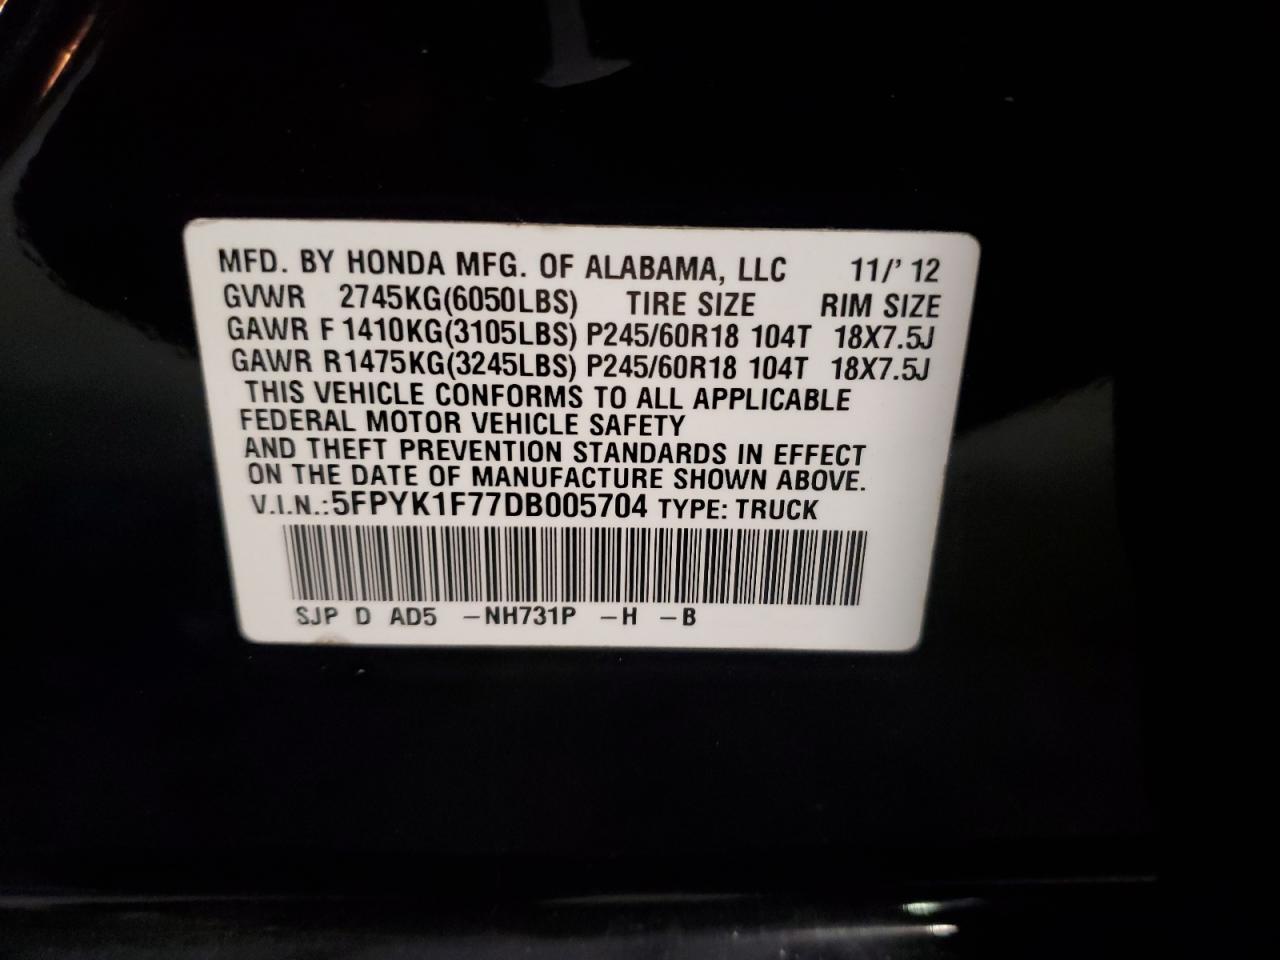 MFD. BY HONDA MFG. OF ALABAMA, LLC 11/' 12
GVWR 2745KG(6050LBS) TIRE SIZE RIM SIZE
GAWR F 1410KG(3105LBS) P245/60R18 104T 18X7.5J
GAWR R1475KG(3245LBS) P245/60R18 104T 18X7.5J
THIS VEHICLE CONFORMS TO ALL APPLICABLE
FEDERAL MOTOR VEHICLE SAFETY
AND THEFT PREVENTION STANDARDS IN EFFECT
ON THE DATE OF MANUFACTURE SHOWN ABOVE.
V.I.N.:5FPYK1F77DB005704 TYPE: TRUCK
SJP D AD5 -NH731P -H -B